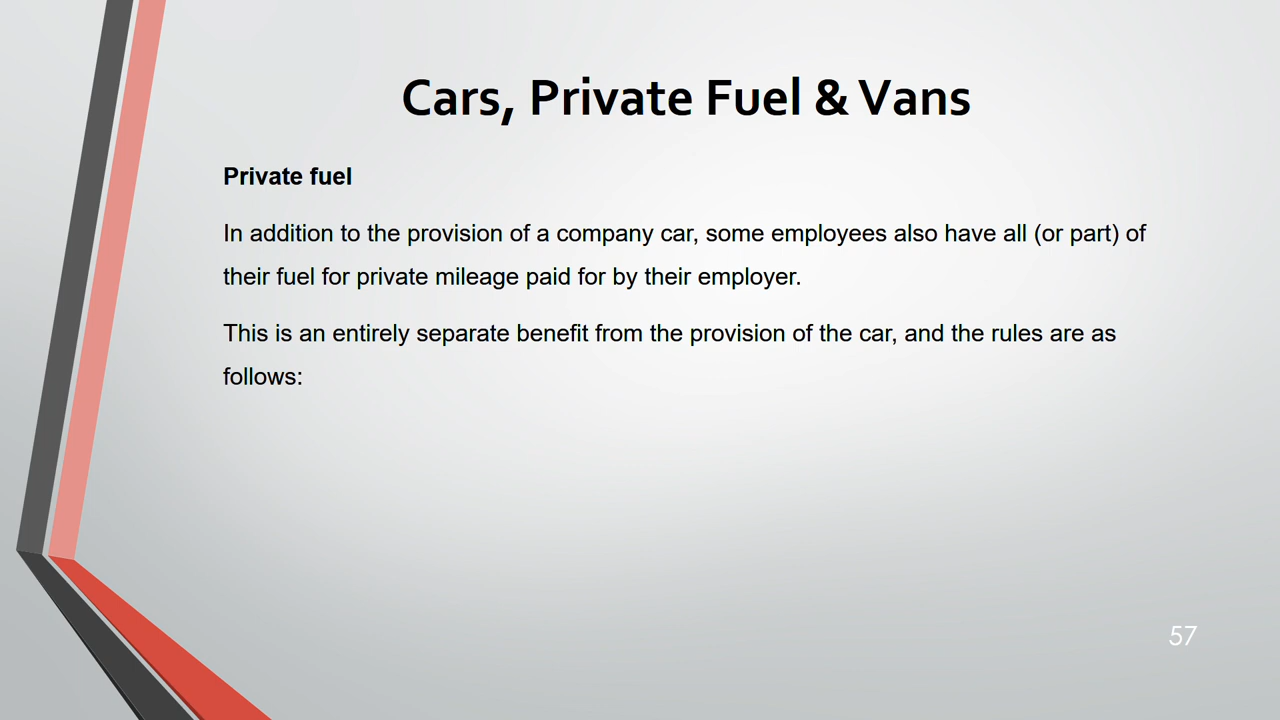 Cars, Private Fuel & Vans
Private fuel
In addition to the provision of a company car, some employees also have all (or part) of
their fuel for private mileage paid for by their employer.
This is an entirely separate benefit from the provision of the car, and the rules are as
follows:
57